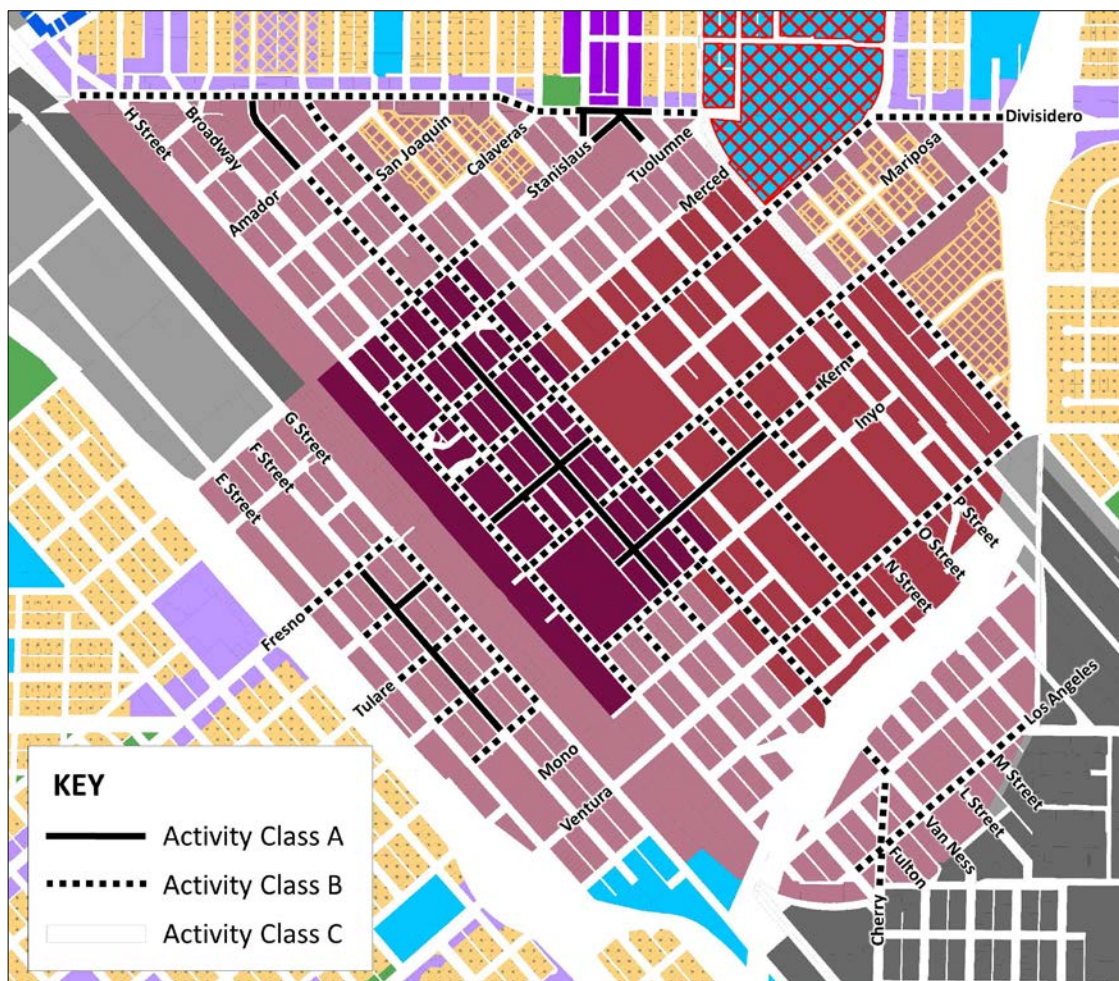 Divisidero
H Street
Broadway
Amador
San Joaquin
Calaveras
Stanislaus
Tuolumne
Merced
Mariposa
Kern
Inyo
G Street
F Street
E Street
Fresno
Tulare
Mono
Ventura
P Street
O Street
N Street
Los Angeles
M Street
L Street
Van Ness
Fulton
Cherry
KEY
Activity Class A
Activity Class B
Activity Class C